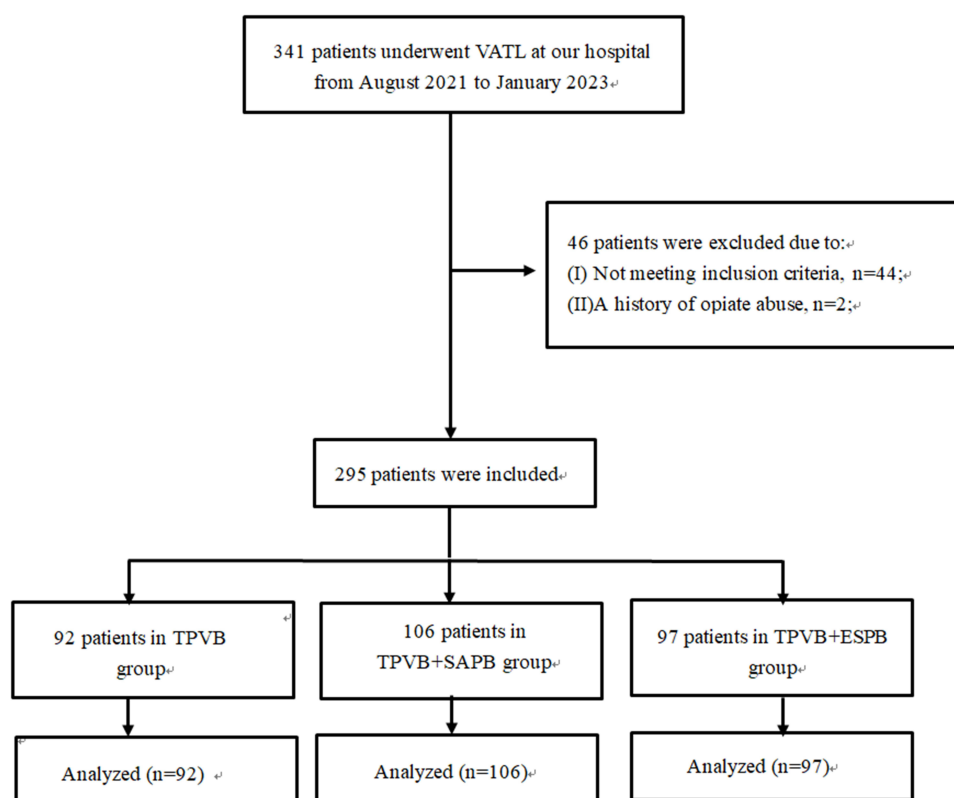 341 patients underwent VATL at our hospital
from August 2021 to January 2023↵
46 patients were excluded due to:↵
(I) Not meeting inclusion criteria, n=44;↵
(II)A history of opiate abuse, n=2;↵
295 patients were included↵
↵
92 patients in TPVB
group↵
106 patients in
TPVB+SAPB group↵
97 patients in TPVB+ESPB
group↵
↵
Analyzed (n=92) ↵
Analyzed (n=106)↵
Analyzed (n=97)↵